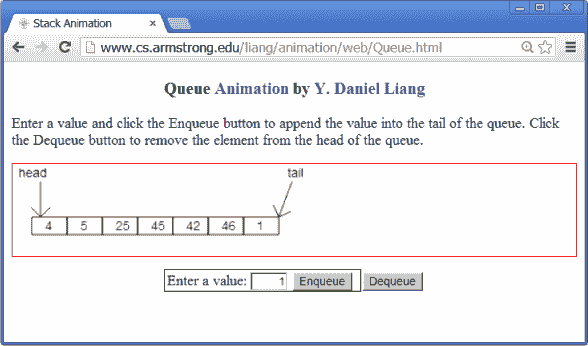 Stack Animation
www.cs.armstrong.edu/liang/animation/web/Queue.html
Queue Animation by Y. Daniel Liang
Enter a value and click the Enqueue button to append the value into the tail of the queue. Click
the Dequeue button to remove the element from the head of the queue.
head tail
4 5 25 45 42 46 1
Enter a value: 1 Enqueue Dequeue